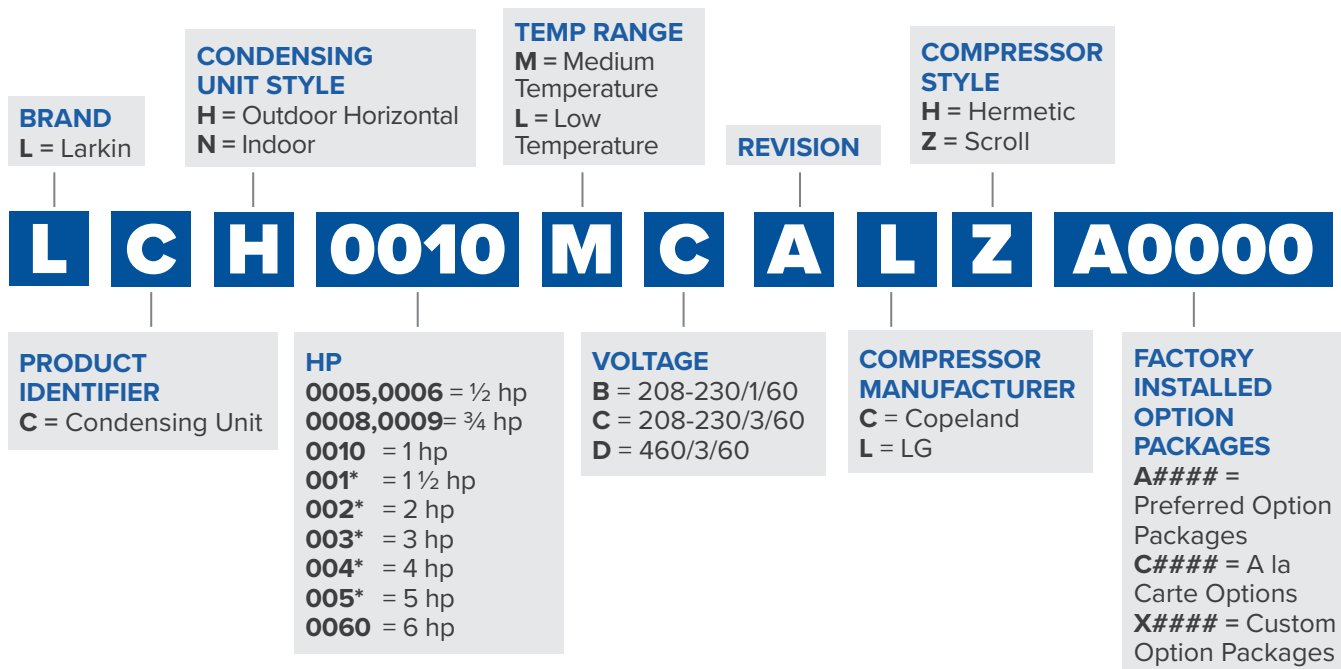 BRAND
L = Larkin
CONDENSING
UNIT STYLE
H = Outdoor Horizontal
N = Indoor
TEMP RANGE
M = Medium
Temperature
L = Low
Temperature
REVISION
COMPRESSOR
STYLE
H = Hermetic
Z = Scroll
L C H 0010 M C A L Z A0000
PRODUCT
IDENTIFIER
C = Condensing Unit
HP
0005,0006 = ½ hp
0008,0009= ¾ hp
0010 = 1 hp
001* = 1 ½ hp
002* = 2 hp
003* = 3 hp
004* = 4 hp
005* = 5 hp
0060 = 6 hp
VOLTAGE
B = 208-230/1/60
C = 208-230/3/60
D = 460/3/60
COMPRESSOR
MANUFACTURER
C = Copeland
L = LG
FACTORY
INSTALLED
OPTION
PACKAGES
A#### =
Preferred Option
Packages
C#### = A la
Carte Options
X#### = Custom
Option Packages